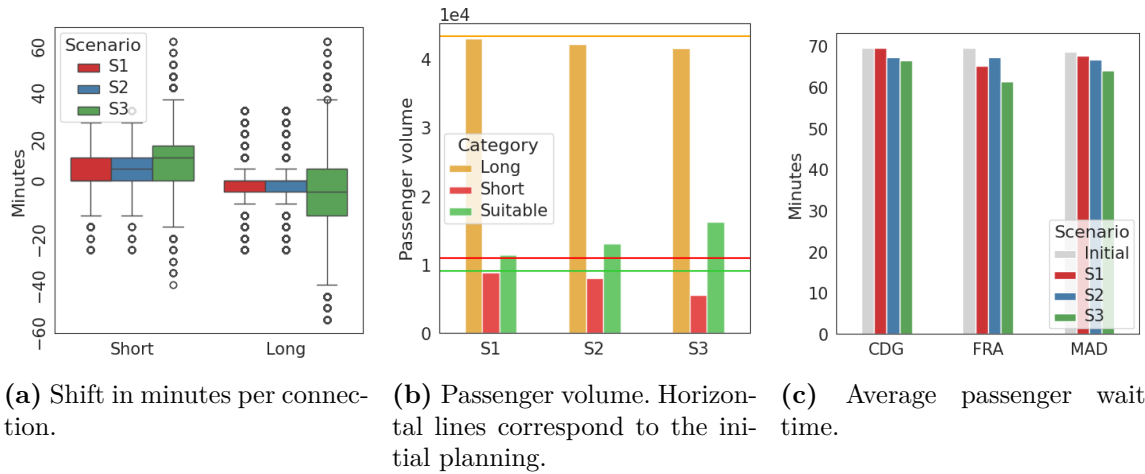 Scenario
S1
S2
S3
Minutes
60
40
20
0
−20
−40
−60
Short
Long
1e4
Passenger volume
4
3
2
1
0
Category
Long
Short
Suitable
S1
S2
S3
Minutes
70
60
50
40
30
20
10
0
Scenario
Initial
S1
S2
S3
CDG
FRA
MAD
(a) Shift in minutes per connec-
tion.
(b) Passenger volume. Horizon-
tal lines correspond to the ini-
tial planning.
(c) Average passenger wait
time.